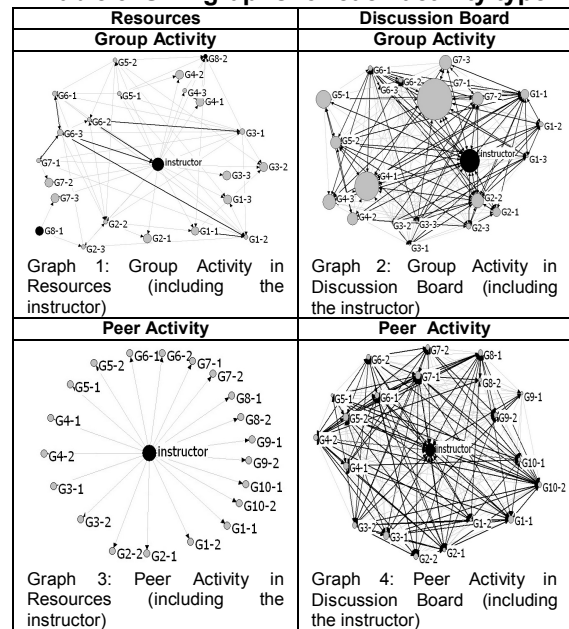 Resources
Discussion Board
Group Activity
Group Activity
G5-2
G8-2
G4-2
G6-1
G5-1
G4-3
G4-1
G6-2
G6-3
G3-1
instructor
G7-1
G3-2
G3-3
G7-2
G7-3
G1-3
G2-2
G8-1
G2-1
G1-1
G1-2
G2-3
G7-3
G6-1
G6-2
G7-1
G6-3
G5-1
G7-2
G1-1
G1-2
G5-2
instructor
G1-3
G4-1
G4-3
G2-2
G2-1
G4-2
G3-2
G3-3
G2-3
G3-1
Graph 1: Group Activity in
Resources (including the
instructor)
Graph 2: Group Activity in
Discussion Board (including
the instructor)
Peer Activity
Peer Activity
G6-1
G6-2
G5-2
G7-1
G7-2
G5-1
G8-1
G4-1
G8-2
G9-1
instructor
G4-2
G9-2
G3-1
G10-1
G10-2
G3-2
G1-1
G1-2
G2-2
G2-1
G7-2
G6-2
G8-1
G7-1
G8-2
G5-1
G6-1
G9-1
G5-2
G9-2
G4-2
instructor
G4-1
G10-1
G10-2
G3-2
G1-2
G1-1
G3-1
G2-2
G2-1
Graph 3: Peer Activity in
Resources (including the
instructor)
Graph 4: Peer Activity in
Discussion Board (including
the instructor)